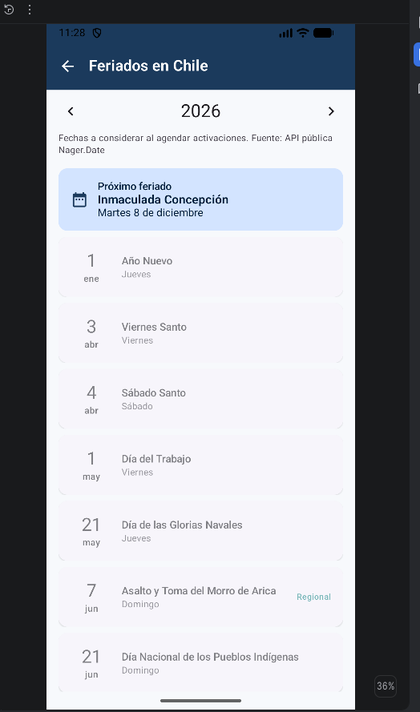 11:28
Feriados en Chile
2026
Fechas a considerar al agendar activaciones. Fuente: API pública
Nager.Date
Próximo feriado
Inmaculada Concepción
Martes 8 de diciembre
1
ene
Año Nuevo
Jueves
3
abr
Viernes Santo
Viernes
4
abr
Sábado Santo
Sábado
1
may
Día del Trabajo
Viernes
21
may
Día de las Glorias Navales
Jueves
7
jun
Asalto y Toma del Morro de Arica
Domingo
Regional
21
jun
Día Nacional de los Pueblos Indígenas
Domingo
36%